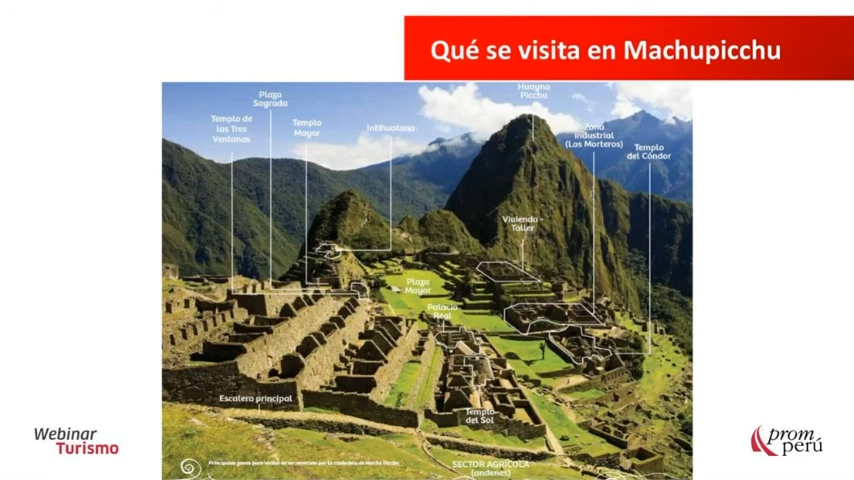 Qué se visita en Machupicchu
Plaza
Sagrada
Templo de
las Tres
Ventanas
Templo
Mayor
Intihuatana
Huayna
Picchu
Zona
Industrial
(Los Morteros)
Templo
del Cóndor
Vivienda -
Taller
Plaza
Mayor
Palacio
Real
Escalera principal
Templo
del Sol
SECTOR AGRÍCOLA
(andenes)
Webinar
Turismo
prom
perú